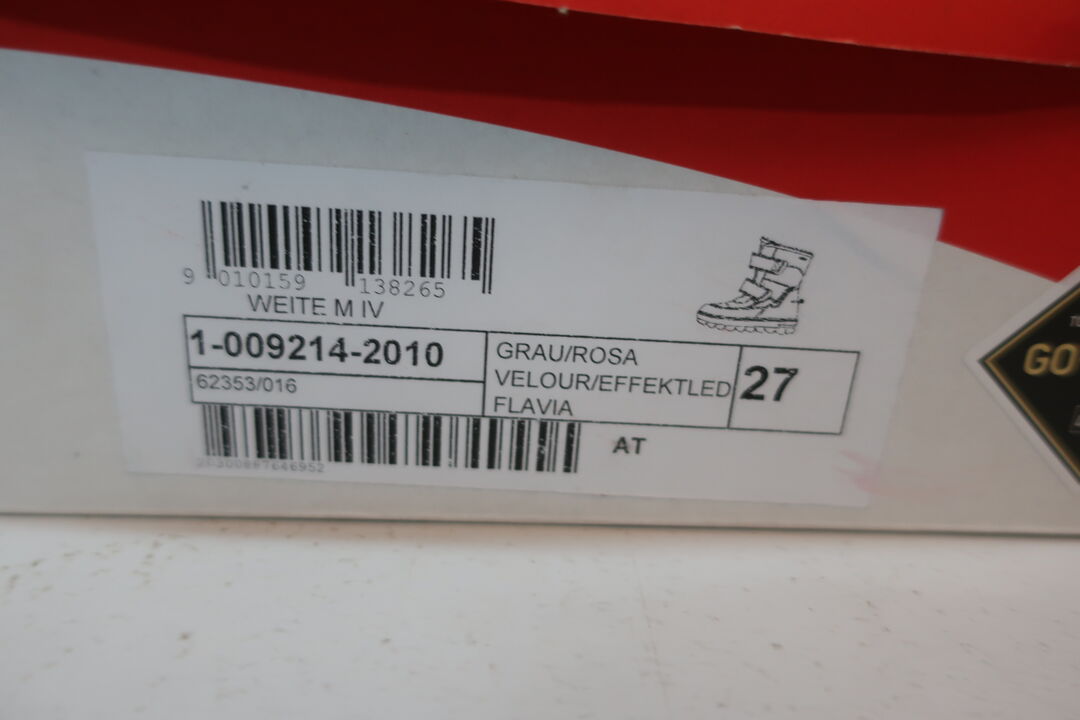 9 010159 138265
WEITE M IV
1-009214-2010
62353/016
GRAU/ROSA
VELOUR/EFFEKTLED
FLAVIA
27
AT
GO